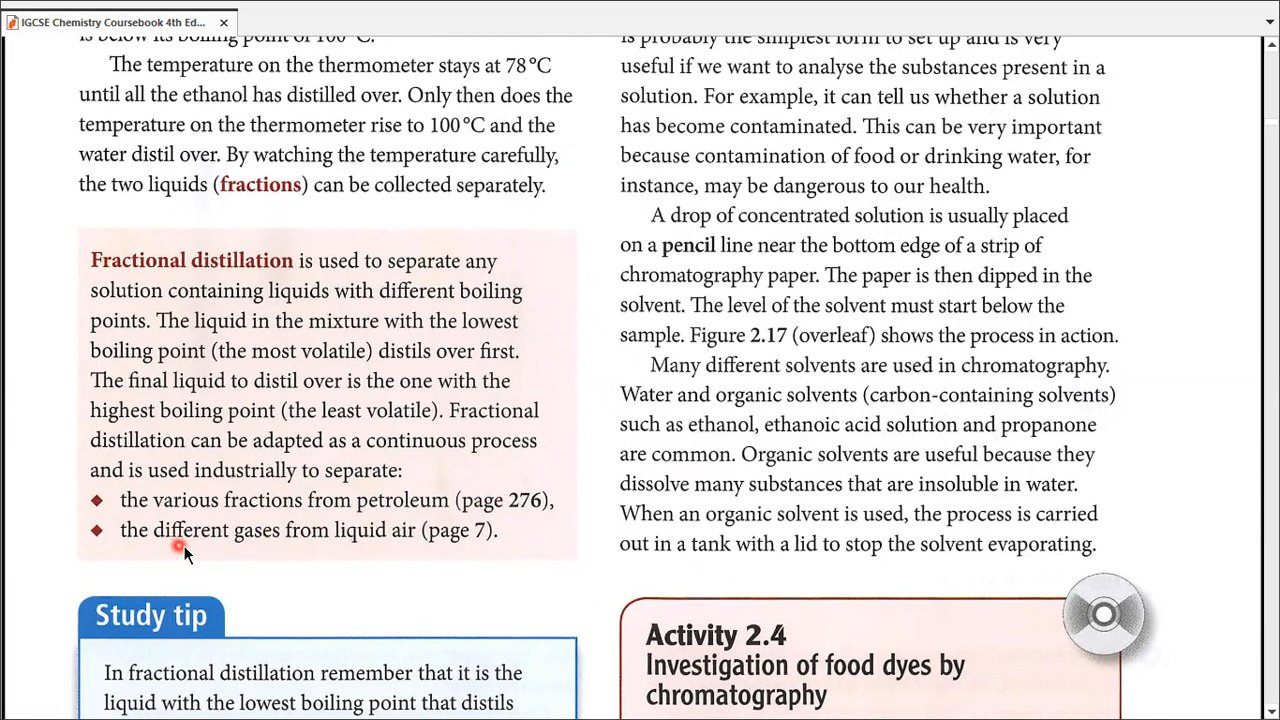 IGCSE Chemistry Coursebook 4th Ed...
is below its boiling point of 100 °C.
The temperature on the thermometer stays at 78 °C
until all the ethanol has distilled over. Only then does the
temperature on the thermometer rise to 100 °C and the
water distil over. By watching the temperature carefully,
the two liquids (fractions) can be collected separately.
Fractional distillation is used to separate any
solution containing liquids with different boiling
points. The liquid in the mixture with the lowest
boiling point (the most volatile) distils over first.
The final liquid to distil over is the one with the
highest boiling point (the least volatile). Fractional
distillation can be adapted as a continuous process
and is used industrially to separate:
◆ the various fractions from petroleum (page 276),
◆ the different gases from liquid air (page 7).
Study tip
In fractional distillation remember that it is the
liquid with the lowest boiling point that distils
is probably the simplest form to set up and is very
useful if we want to analyse the substances present in a
solution. For example, it can tell us whether a solution
has become contaminated. This can be very important
because contamination of food or drinking water, for
instance, may be dangerous to our health.
A drop of concentrated solution is usually placed
on a pencil line near the bottom edge of a strip of
chromatography paper. The paper is then dipped in the
solvent. The level of the solvent must start below the
sample. Figure 2.17 (overleaf) shows the process in action.
Many different solvents are used in chromatography.
Water and organic solvents (carbon-containing solvents)
such as ethanol, ethanoic acid solution and propanone
are common. Organic solvents are useful because they
dissolve many substances that are insoluble in water.
When an organic solvent is used, the process is carried
out in a tank with a lid to stop the solvent evaporating.
Activity 2.4
Investigation of food dyes by
chromatography